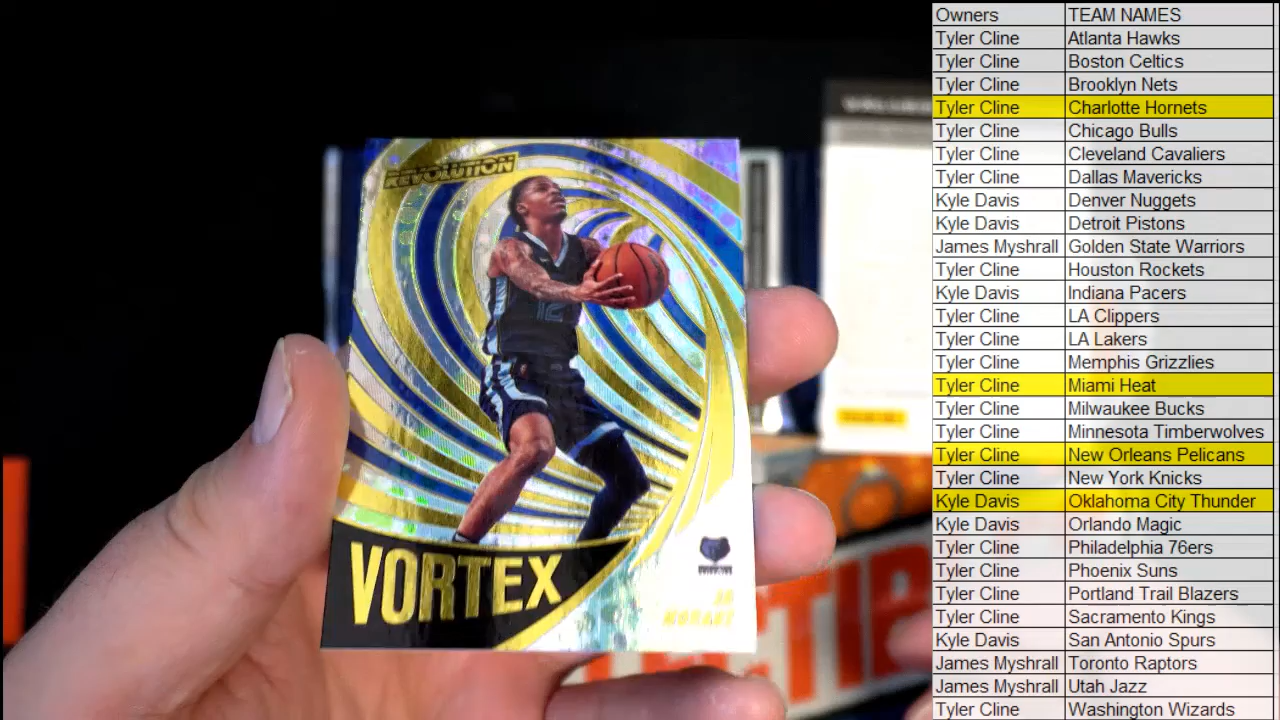 REVOLUTION
12
VORTEX
JA
MORANT
PANINI
Owners TEAM NAMES
Tyler Cline Atlanta Hawks
Tyler Cline Boston Celtics
Tyler Cline Brooklyn Nets
Tyler Cline Charlotte Hornets
Tyler Cline Chicago Bulls
Tyler Cline Cleveland Cavaliers
Tyler Cline Dallas Mavericks
Kyle Davis Denver Nuggets
Kyle Davis Detroit Pistons
James Myshrall Golden State Warriors
Tyler Cline Houston Rockets
Kyle Davis Indiana Pacers
Tyler Cline LA Clippers
Tyler Cline LA Lakers
Tyler Cline Memphis Grizzlies
Tyler Cline Miami Heat
Tyler Cline Milwaukee Bucks
Tyler Cline Minnesota Timberwolves
Tyler Cline New Orleans Pelicans
Tyler Cline New York Knicks
Kyle Davis Oklahoma City Thunder
Kyle Davis Orlando Magic
Tyler Cline Philadelphia 76ers
Tyler Cline Phoenix Suns
Tyler Cline Portland Trail Blazers
Tyler Cline Sacramento Kings
Kyle Davis San Antonio Spurs
James Myshrall Toronto Raptors
James Myshrall Utah Jazz
Tyler Cline Washington Wizards